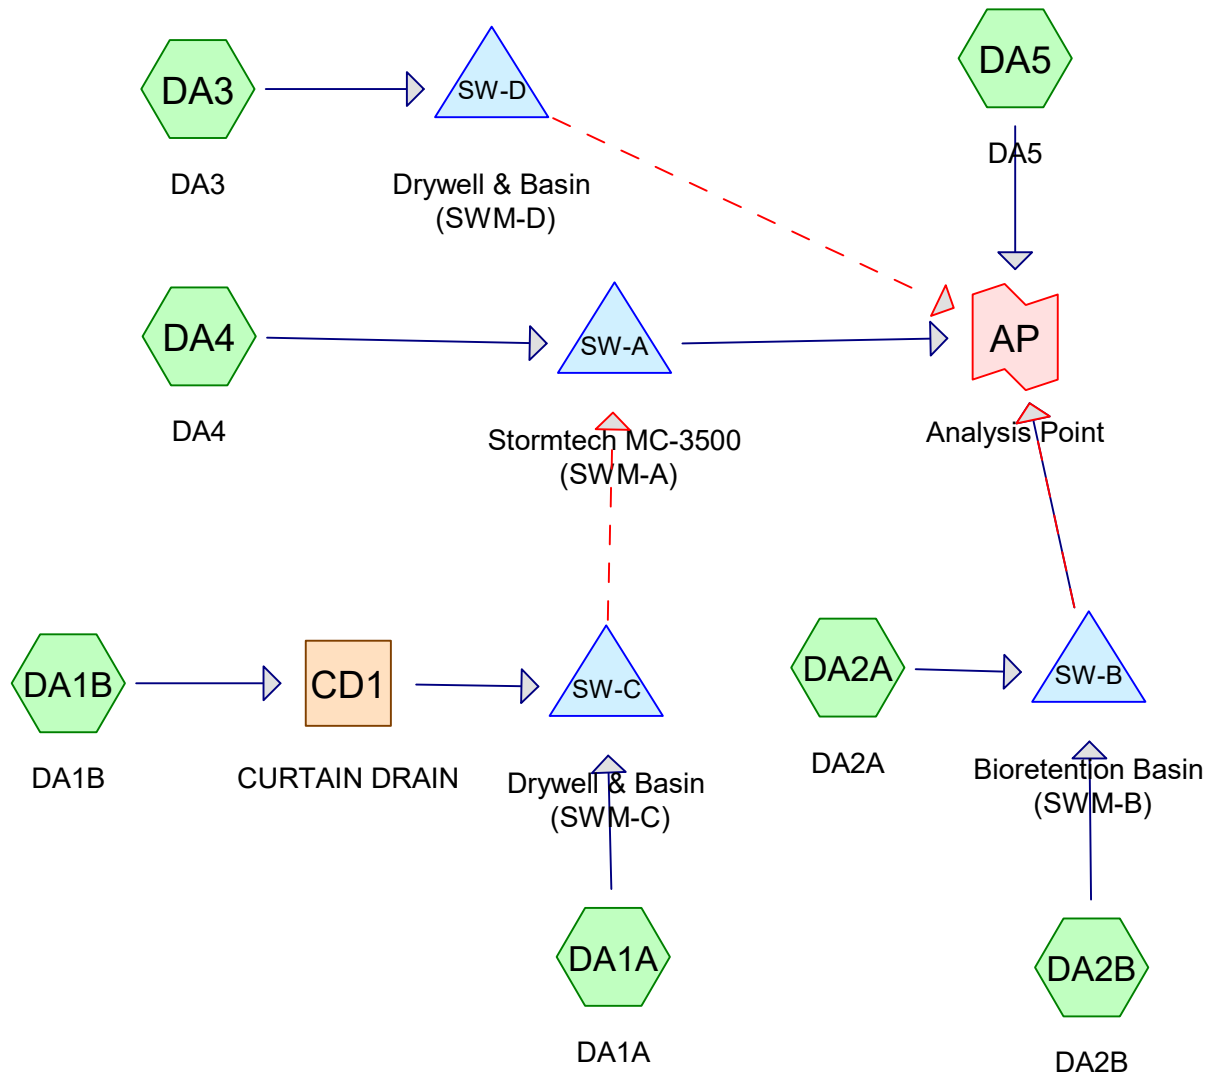 DA3
DA3
SW-D
Drywell & Basin
(SWM-D)
DA5
DA5
DA4
DA4
SW-A
Stormtech MC-3500
(SWM-A)
AP
Analysis Point
DA1B
DA1B
CD1
CURTAIN DRAIN
SW-C
Drywell & Basin
(SWM-C)
DA2A
DA2A
SW-B
Bioretention Basin
(SWM-B)
DA1A
DA1A
DA2B
DA2B